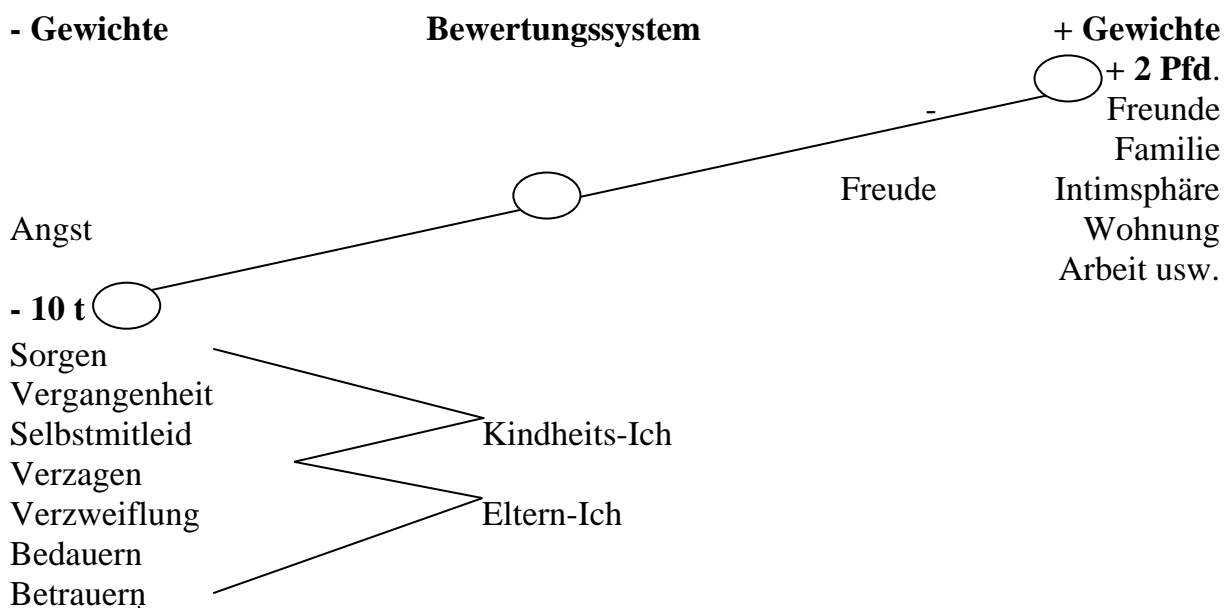 - Gewichte Bewertungssystem + Gewichte
+ 2 Pfd.
- Freunde
Familie
Freude Intimsphäre
Angst Wohnung
Arbeit usw.
- 10 t
Sorgen
Vergangenheit
Selbstmitleid Kindheits-Ich
Verzagen
Verzweiflung Eltern-Ich
Bedauern
Betrauern